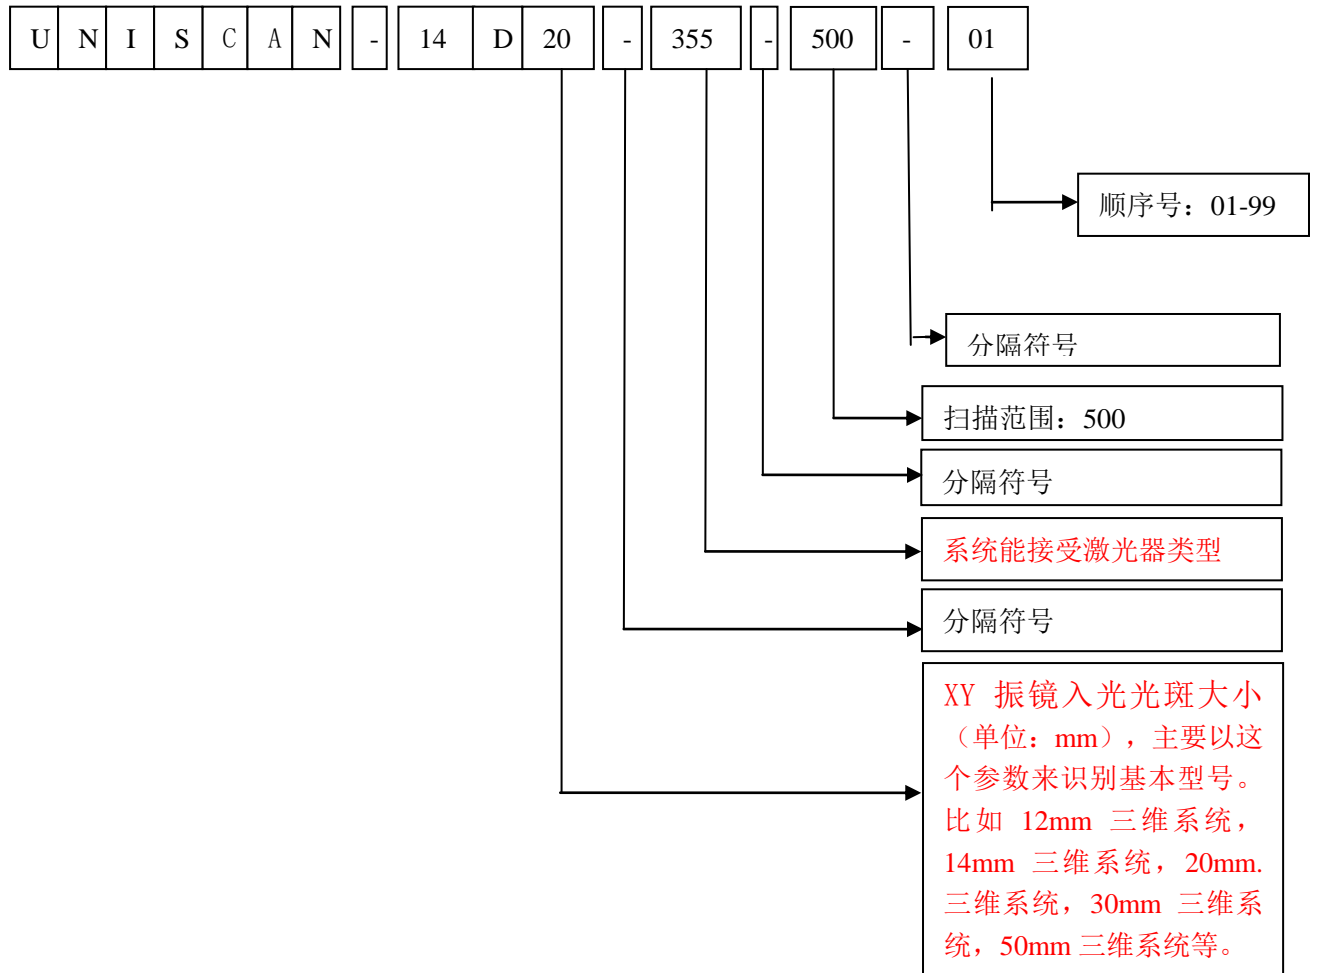 UNISCAN-14D20-355-500-01
顺序号：01-99
分隔符号
扫描范围：500
分隔符号
系统能接受激光器类型
分隔符号
XY 振镜入光光斑大小
（单位：mm），主要以这
个参数来识别基本型号。
比如 12mm 三维系统，
14mm 三维系统，20mm.
三维系统，30mm 三维系
统，50mm 三维系统等。